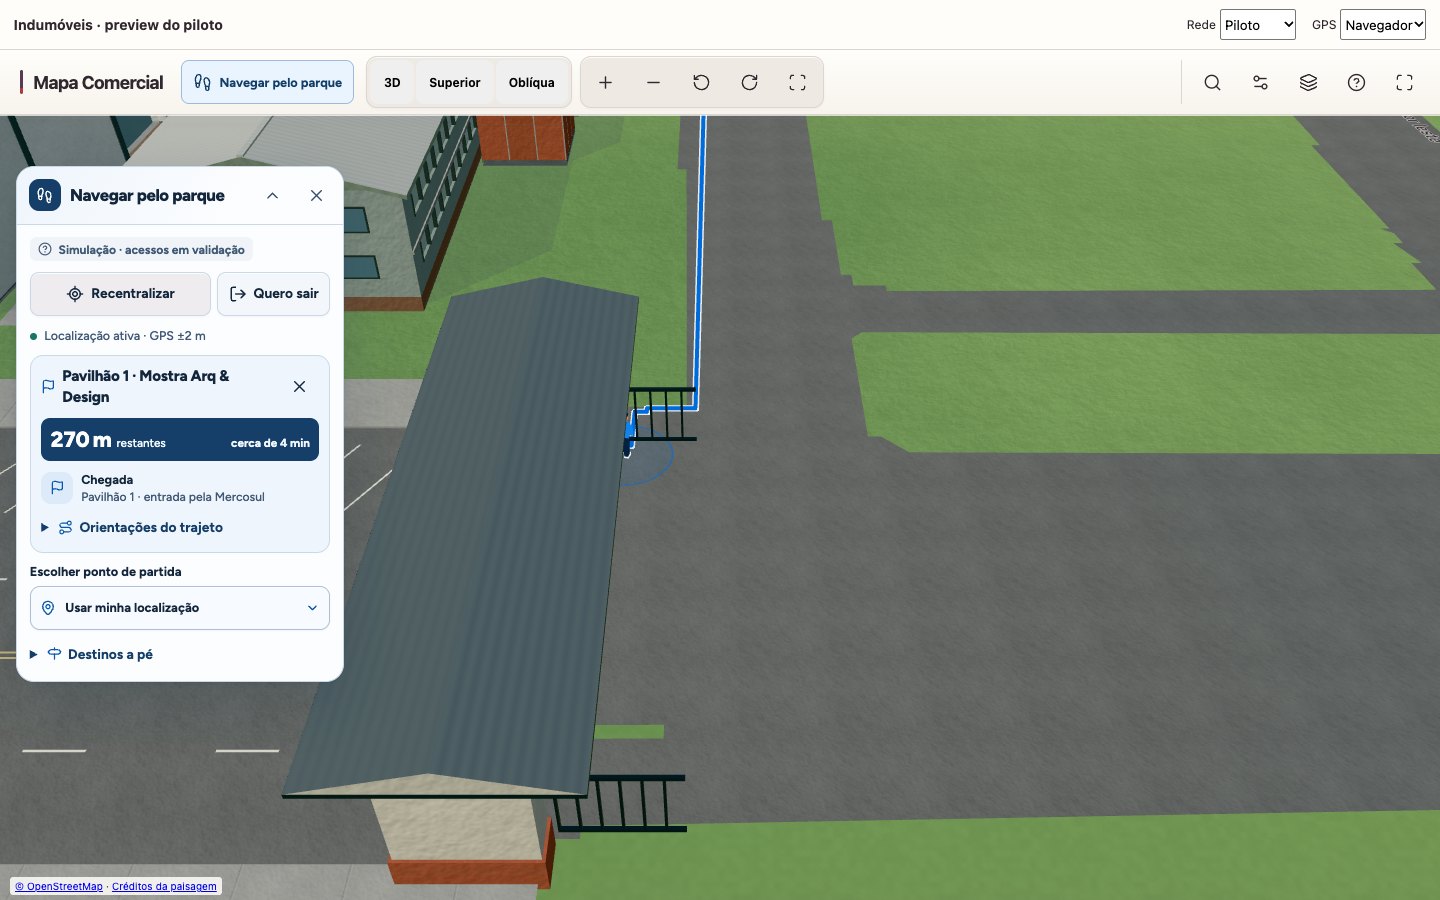 Indumóveis · preview do piloto
Rede Piloto GPS Navegador
Mapa Comercial Navegar pelo parque 3D Superior Oblíqua
Navegar pelo parque
Simulação · acessos em validação
Recentralizar Quero sair
Localização ativa · GPS ±2 m
Pavilhão 1 · Mostra Arq &
Design
270 m restantes cerca de 4 min
Chegada
Pavilhão 1 · entrada pela Mercosul
Orientações do trajeto
Escolher ponto de partida
Usar minha localização
Destinos a pé
© OpenStreetMap · Créditos da paisagem